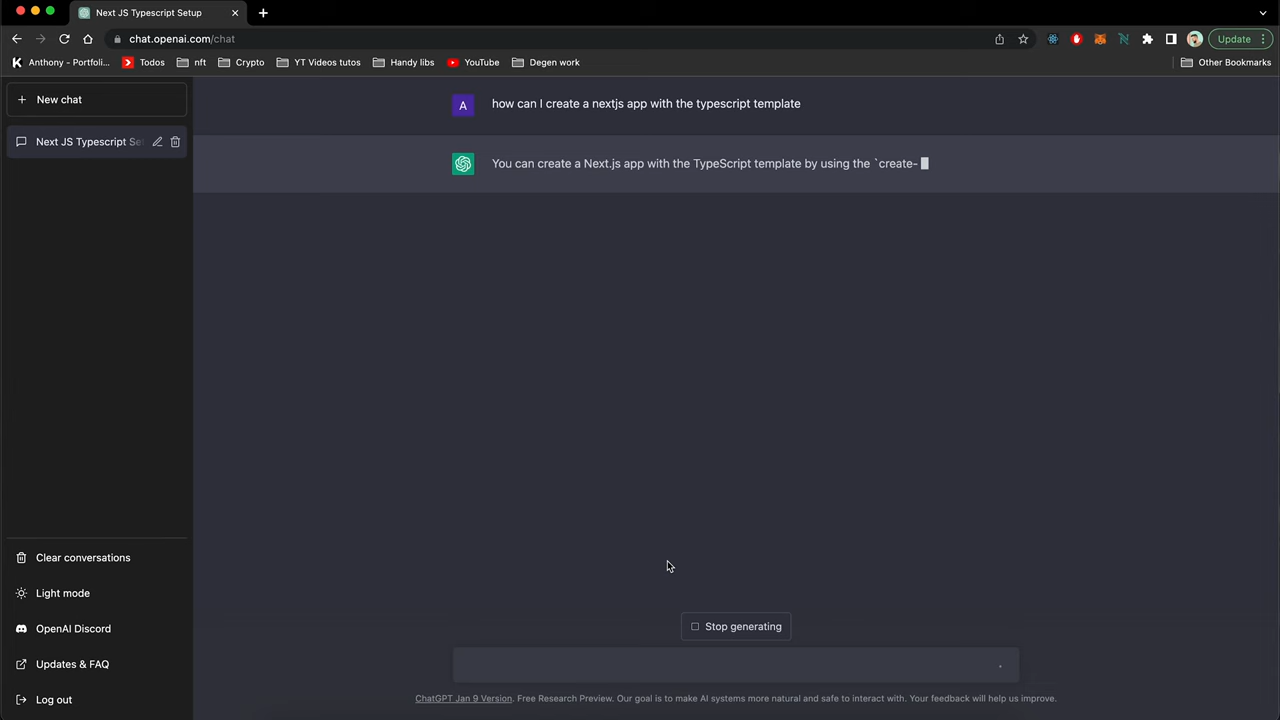 Next JS Typescript Setup
chat.openai.com/chat
Update
Anthony - Portfoli...
Todos
nft
Crypto
YT Videos tutos
Handy libs
YouTube
Degen work
Other Bookmarks
New chat
Next JS Typescript Set
A
how can I create a nextjs app with the typescript template
You can create a Next.js app with the TypeScript template by using the `create-
Clear conversations
Light mode
OpenAI Discord
Updates & FAQ
Log out
Stop generating
ChatGPT Jan 9 Version. Free Research Preview. Our goal is to make AI systems more natural and safe to interact with. Your feedback will help us improve.